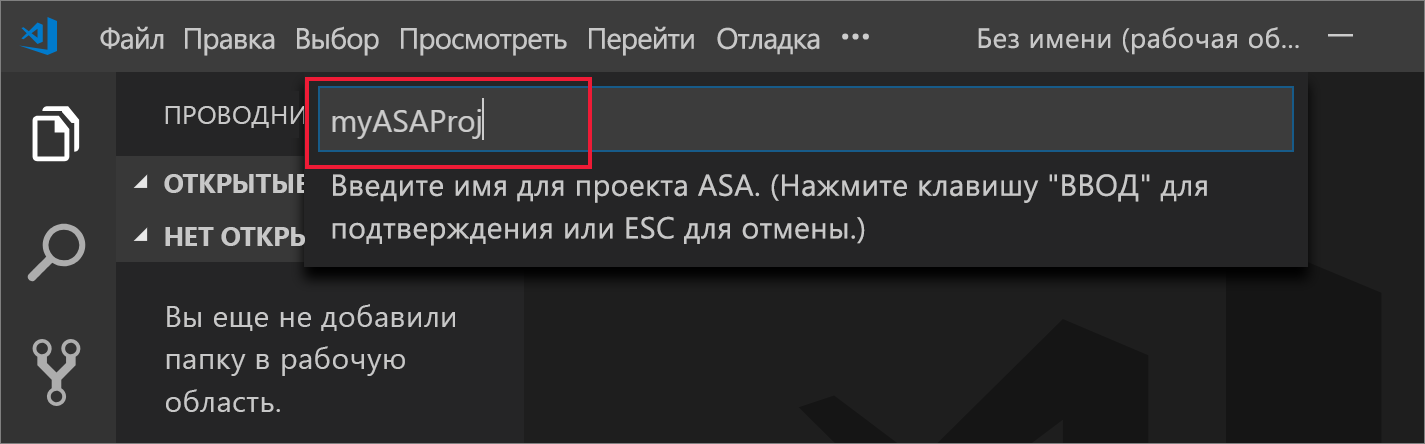 Файл Правка Выбор Просмотреть Перейти Отладка ••• Без имени (рабочая об...
ПРОВОДНИ
myASAProj
Введите имя для проекта ASA. (Нажмите клавишу "ВВОД" для
подтверждения или ESC для отмены.)
ОТКРЫТЫЕ
НЕТ ОТКРЫ
Вы еще не добавили
папку в рабочую
область.